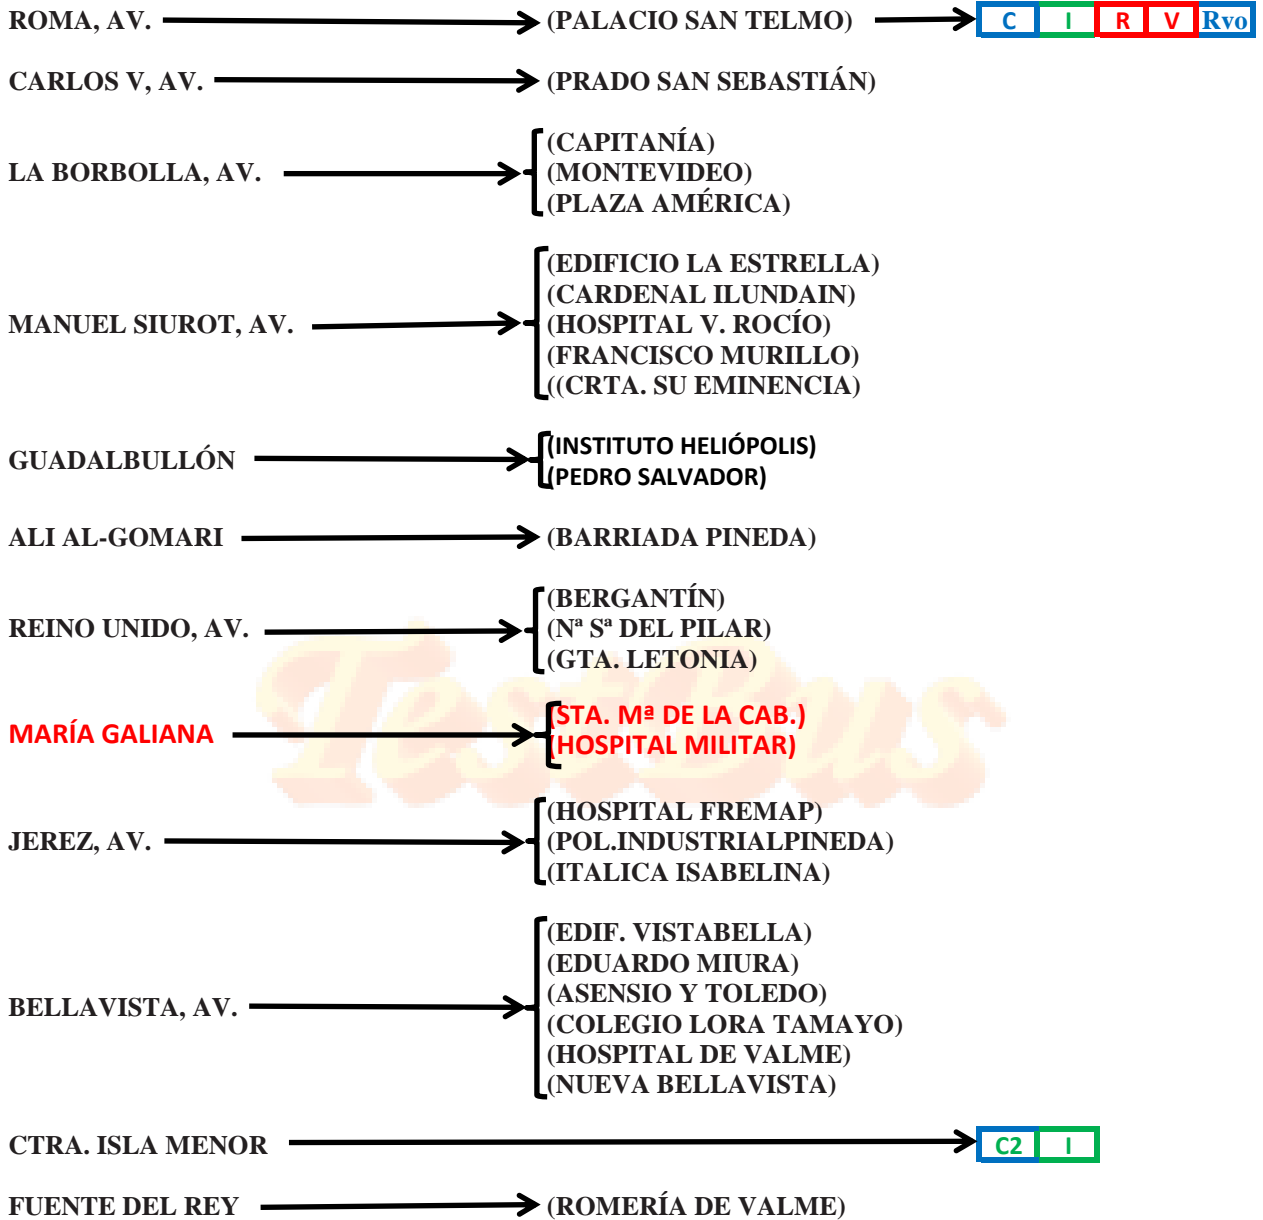 ROMA, AV. (PALACIO SAN TELMO) C I R V Rvo
CARLOS V, AV. (PRADO SAN SEBASTIÁN)
(CAPITANÍA)
LA BORBOLLA, AV. (MONTEVIDEO)
(PLAZA AMÉRICA)
(EDIFICIO LA ESTRELLA)
(CARDENAL ILUNDAIN)
MANUEL SIUROT, AV. (HOSPITAL V. ROCÍO)
(FRANCISCO MURILLO)
((CRTA. SU EMINENCIA)
GUADALBULLÓN (INSTITUTO HELIÓPOLIS)
(PEDRO SALVADOR)
ALI AL-GOMARI (BARRIADA PINEDA)
(BERGANTÍN)
REINO UNIDO, AV. (Nª Sª DEL PILAR)
(GTA. LETONIA)
MARÍA GALIANA (STA. Mª DE LA CAB.)
(HOSPITAL MILITAR)
(HOSPITAL FREMAP)
JEREZ, AV. (POL.INDUSTRIALPINEDA)
(ITALICA ISABELINA)
(EDIF. VISTABELLA)
(EDUARDO MIURA)
(ASENSIO Y TOLEDO)
BELLAVISTA, AV. (COLEGIO LORA TAMAYO)
(HOSPITAL DE VALME)
(NUEVA BELLAVISTA)
CTRA. ISLA MENOR C2 I
FUENTE DEL REY (ROMERÍA DE VALME)
TestBus